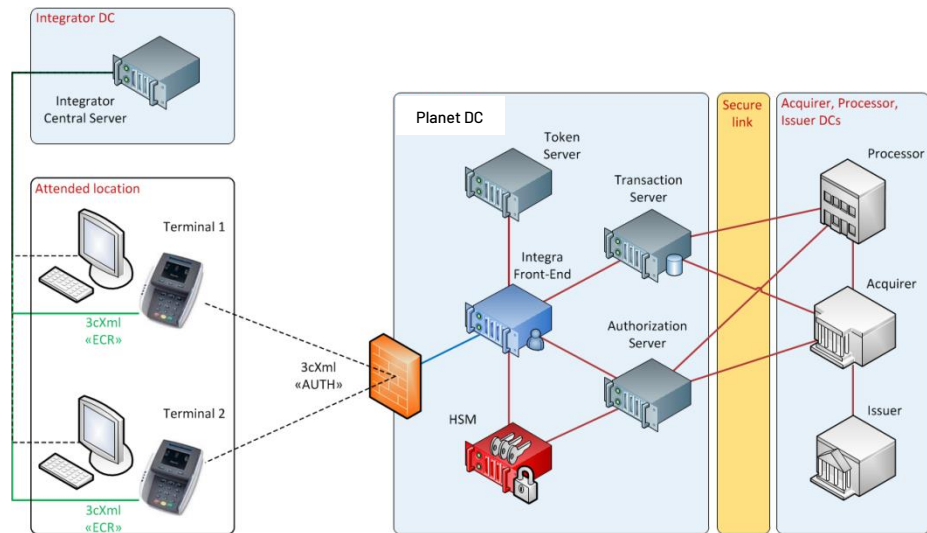 Integrator DC
Integrator
Central Server
Attended location
Terminal 1
3cXml
«ECR»
Terminal 2
3cXml
«ECR»
3cXml
«AUTH»
Planet DC
Token
Server
Transaction
Server
Integra
Front-End
Authorization
Server
HSM
Secure
link
Acquirer, Processor,
Issuer DCs
Processor
Acquirer
Issuer